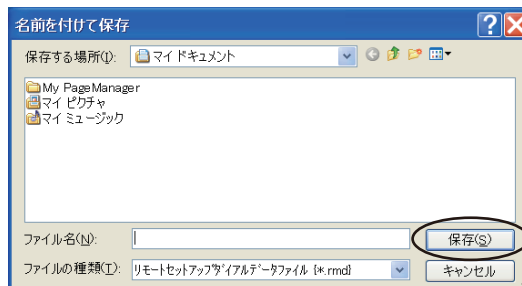 名前を付けて保存
保存する場所(I): マイ ドキュメント
My PageManager
マイ ピクチャ
マイ ミュージック
ファイル名(N): 保存(S)
ファイルの種類(T): リモートセットアップダイアルデータファイル {*.rmd} キャンセル